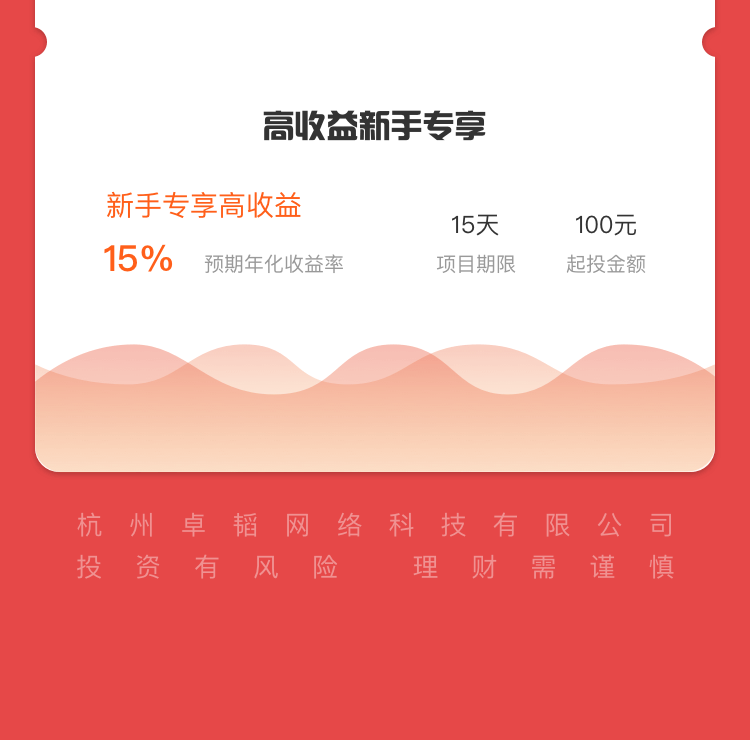 高收益新手专享
新手专享高收益
15% 预期年化收益率
15天
项目期限
100元
起投金额
杭州卓韬网络科技有限公司
投资有风险 理财需谨慎